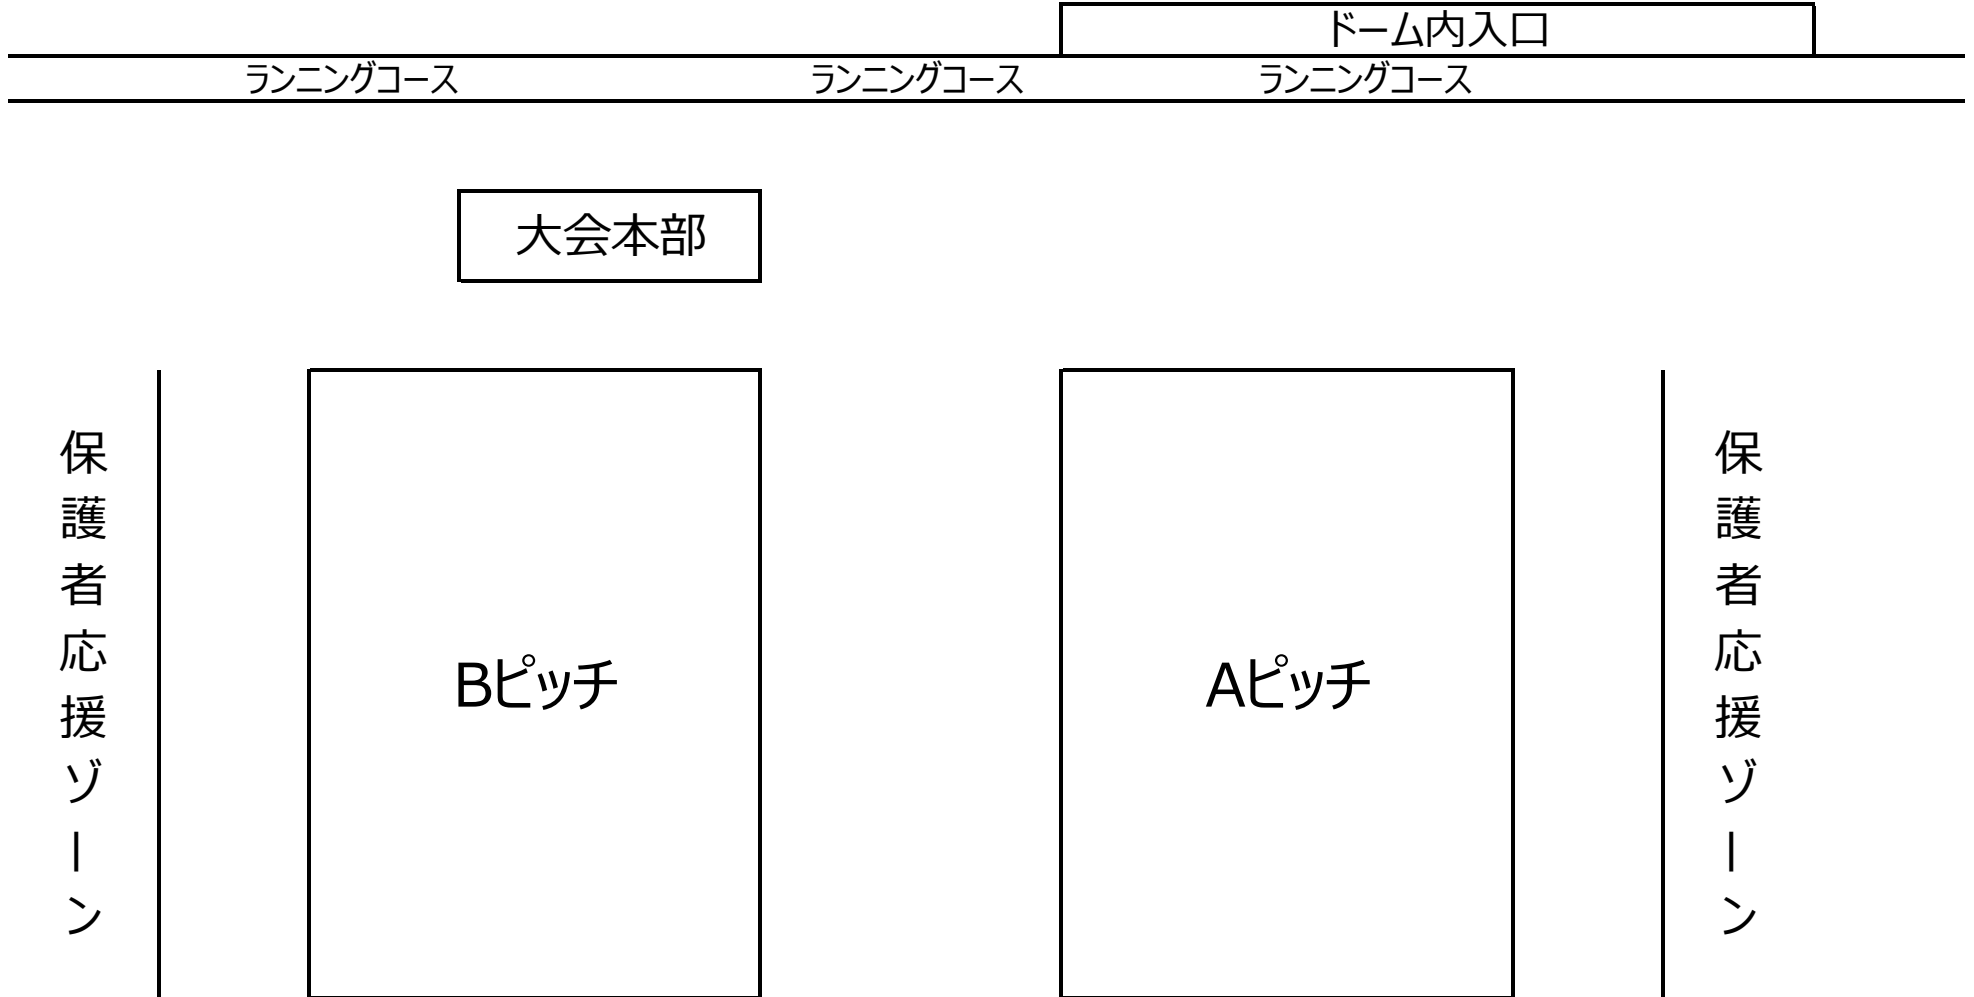 ドーム内入口
ランニングコース ランニングコース ランニングコース
大会本部
保護者応援ゾーン
Bピッチ
Aピッチ
保護者応援ゾーン